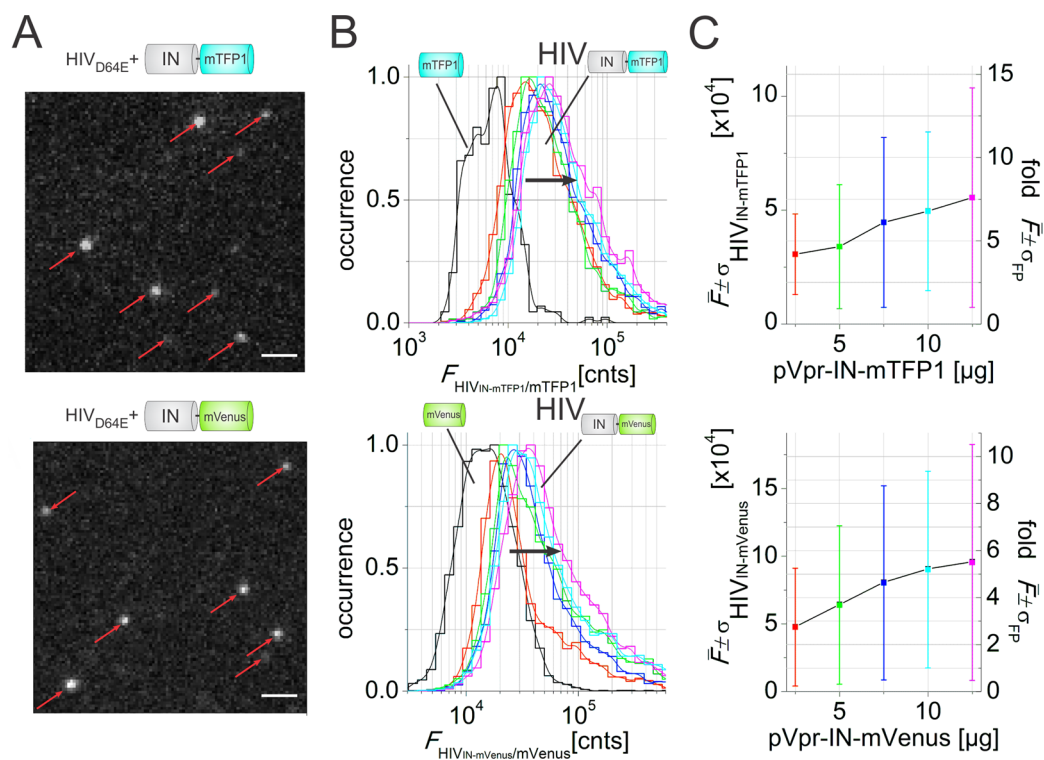 A
HIVD64E+ IN - mTFP1
HIVD64E+ IN - mVenus
B
mTFP1 HIV IN - mTFP1
1.0
0.5
0.0
occurrence
10³ 10⁴ 10⁵
FHIVIN-mTFP1/mTFP1 [cnts]
mVenus HIV IN - mVenus
1.0
0.5
0.0
occurrence
10⁴ 10⁵
FHIVIN-mVenus/mVenus [cnts]
C
F̄±σHIVIN-mTFP1 [x10⁴]
10
5
0
15
10
5
0
fold F̄±σFP
5 10
pVpr-IN-mTFP1 [µg]
F̄±σHIVIN-mVenus [x10⁴]
15
10
5
0
10
8
6
4
2
0
fold F̄±σFP
5 10
pVpr-IN-mVenus [µg]